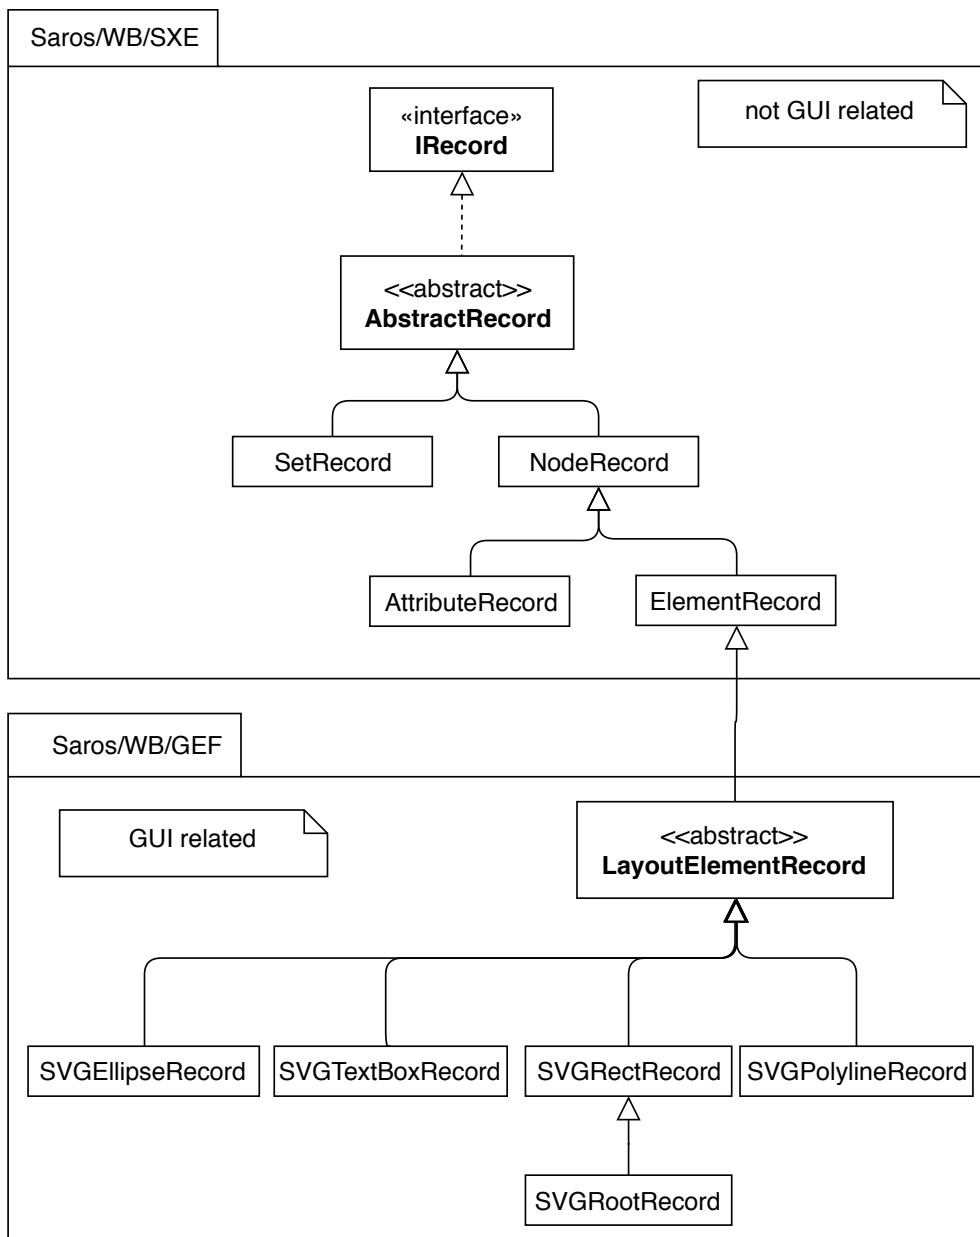 Saros/WB/SXE
not GUI related
«interface»
IRecord
<<abstract>>
AbstractRecord
SetRecord
NodeRecord
AttributeRecord
ElementRecord
Saros/WB/GEF
GUI related
<<abstract>>
LayoutElementRecord
SVGEllipseRecord
SVGTextBoxRecord
SVGRectRecord
SVGPolylineRecord
SVGRootRecord